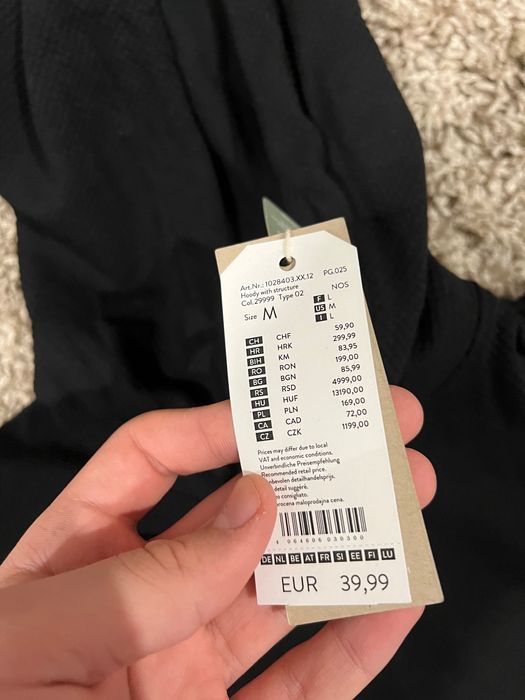 Art.Nr.: 1028403.XX.12 PG.025
Hoody with structure
Col.29999 Type 02 NOS
Size M
F L
US M
I L
CH CHF 59,90
HR HRK 299,99
BIH KM 83,95
RO RON 199,00
BG BGN 85,99
RS RSD 4999,00
HU HUF 13190,00
PL PLN 169,00
CA CAD 72,00
CZ CZK 1199,00
Prices may differ due to local
VAT and economic conditions.
Unverbindliche Preisempfehlung
Recommended retail price.
detailhandelsprijs.
detail suggéré.
consigliato.
maloprodajna cena.
4 064606 030300
DE NL BE AT FR SI EE FI LU
EUR 39,99